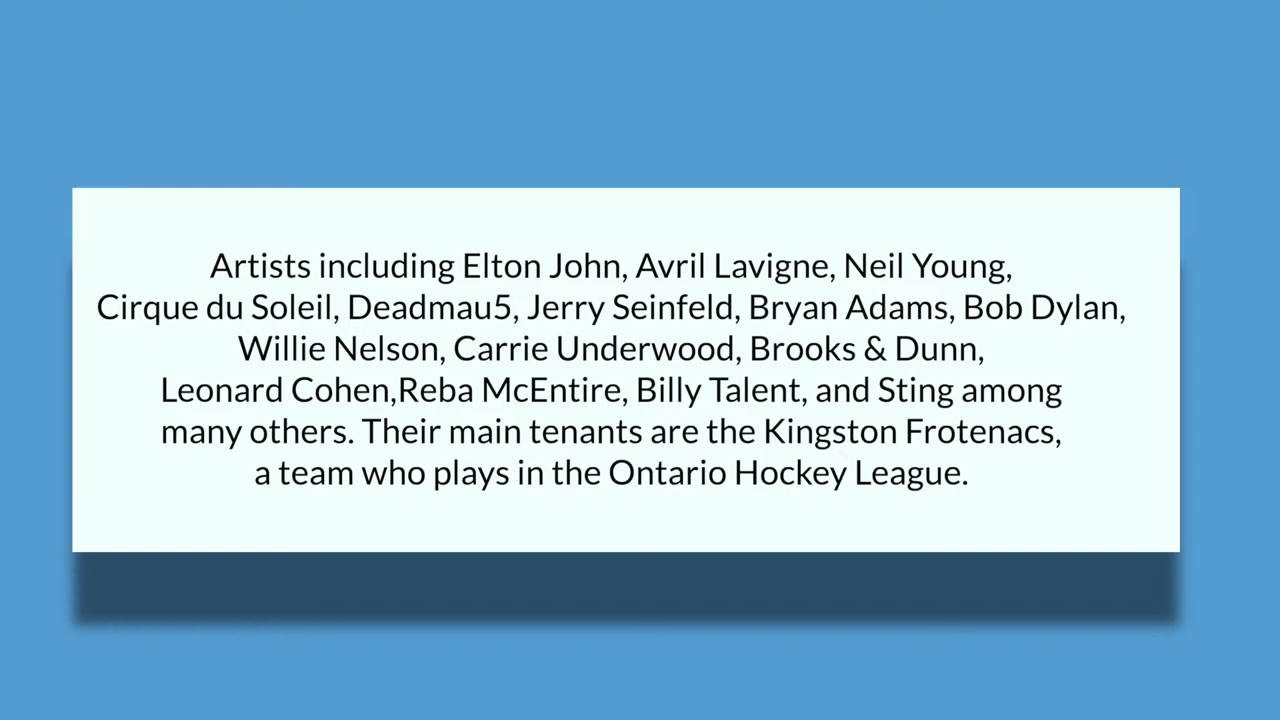 Artists including Elton John, Avril Lavigne, Neil Young,
Cirque du Soleil, Deadmau5, Jerry Seinfeld, Bryan Adams, Bob Dylan,
Willie Nelson, Carrie Underwood, Brooks & Dunn,
Leonard Cohen,Reba McEntire, Billy Talent, and Sting among
many others. Their main tenants are the Kingston Frotenacs,
a team who plays in the Ontario Hockey League.